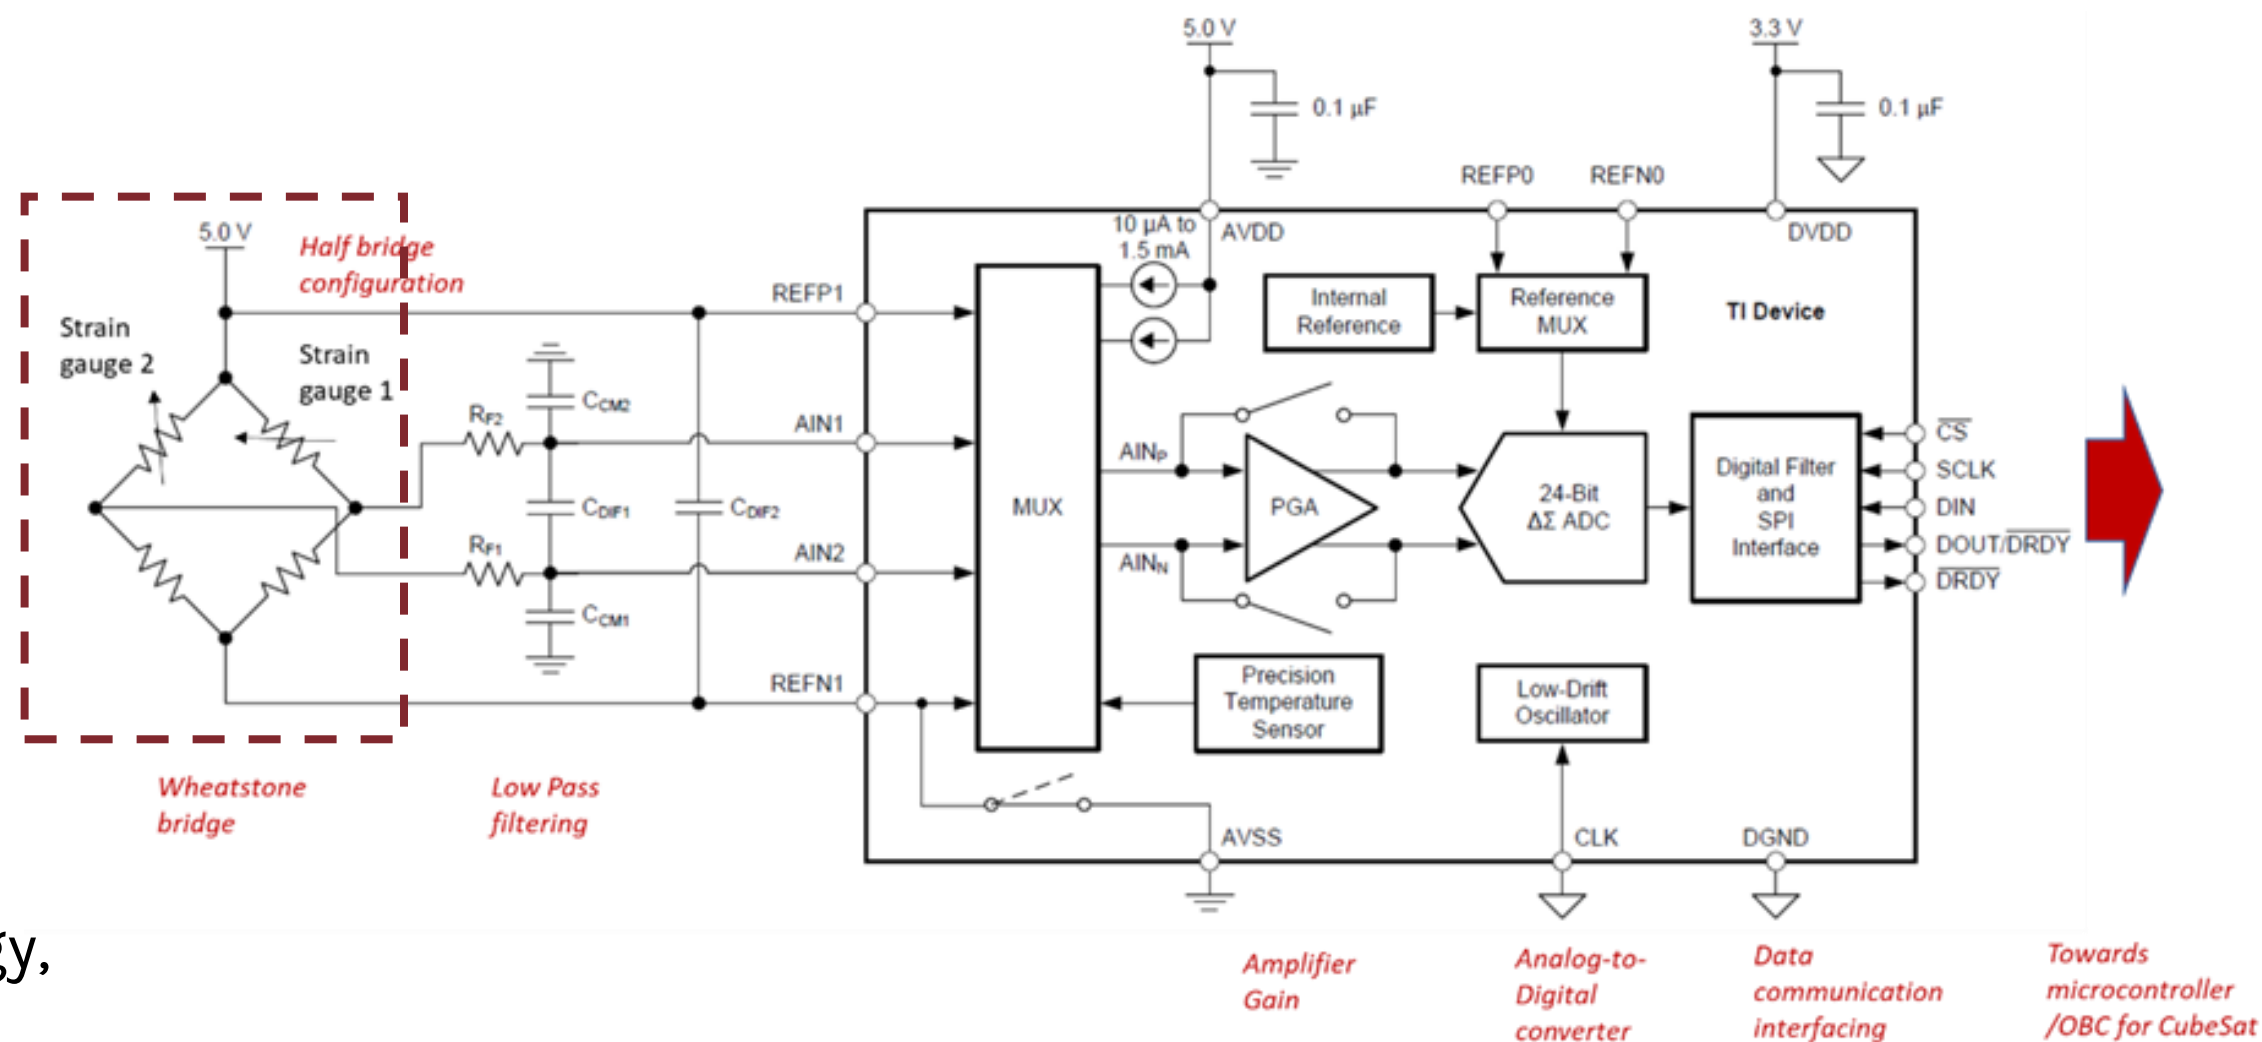 5.0 V
3.3 V
0.1 µF
0.1 µF
REFP0
REFN0
5.0 V
Half bridge
configuration
10 µA to
1.5 mA
AVDD
DVDD
REFP1
Internal
Reference
Reference
MUX
TI Device
Strain
gauge 2
Strain
gauge 1
RF2
CCM2
AIN1
AINP
CS
SCLK
DIN
DOUT/DRDY
DRDY
CDIF1
CDIF2
MUX
PGA
24-Bit
ΔΣ ADC
Digital Filter
and
SPI
Interface
RF1
AIN2
AINN
CCM1
REFN1
Precision
Temperature
Sensor
Low-Drift
Oscillator
Wheatstone
bridge
Low Pass
filtering
AVSS
CLK
DGND
gy,
Amplifier
Gain
Analog-to-
Digital
converter
Data
communication
interfacing
Towards
microcontroller
/OBC for CubeSat